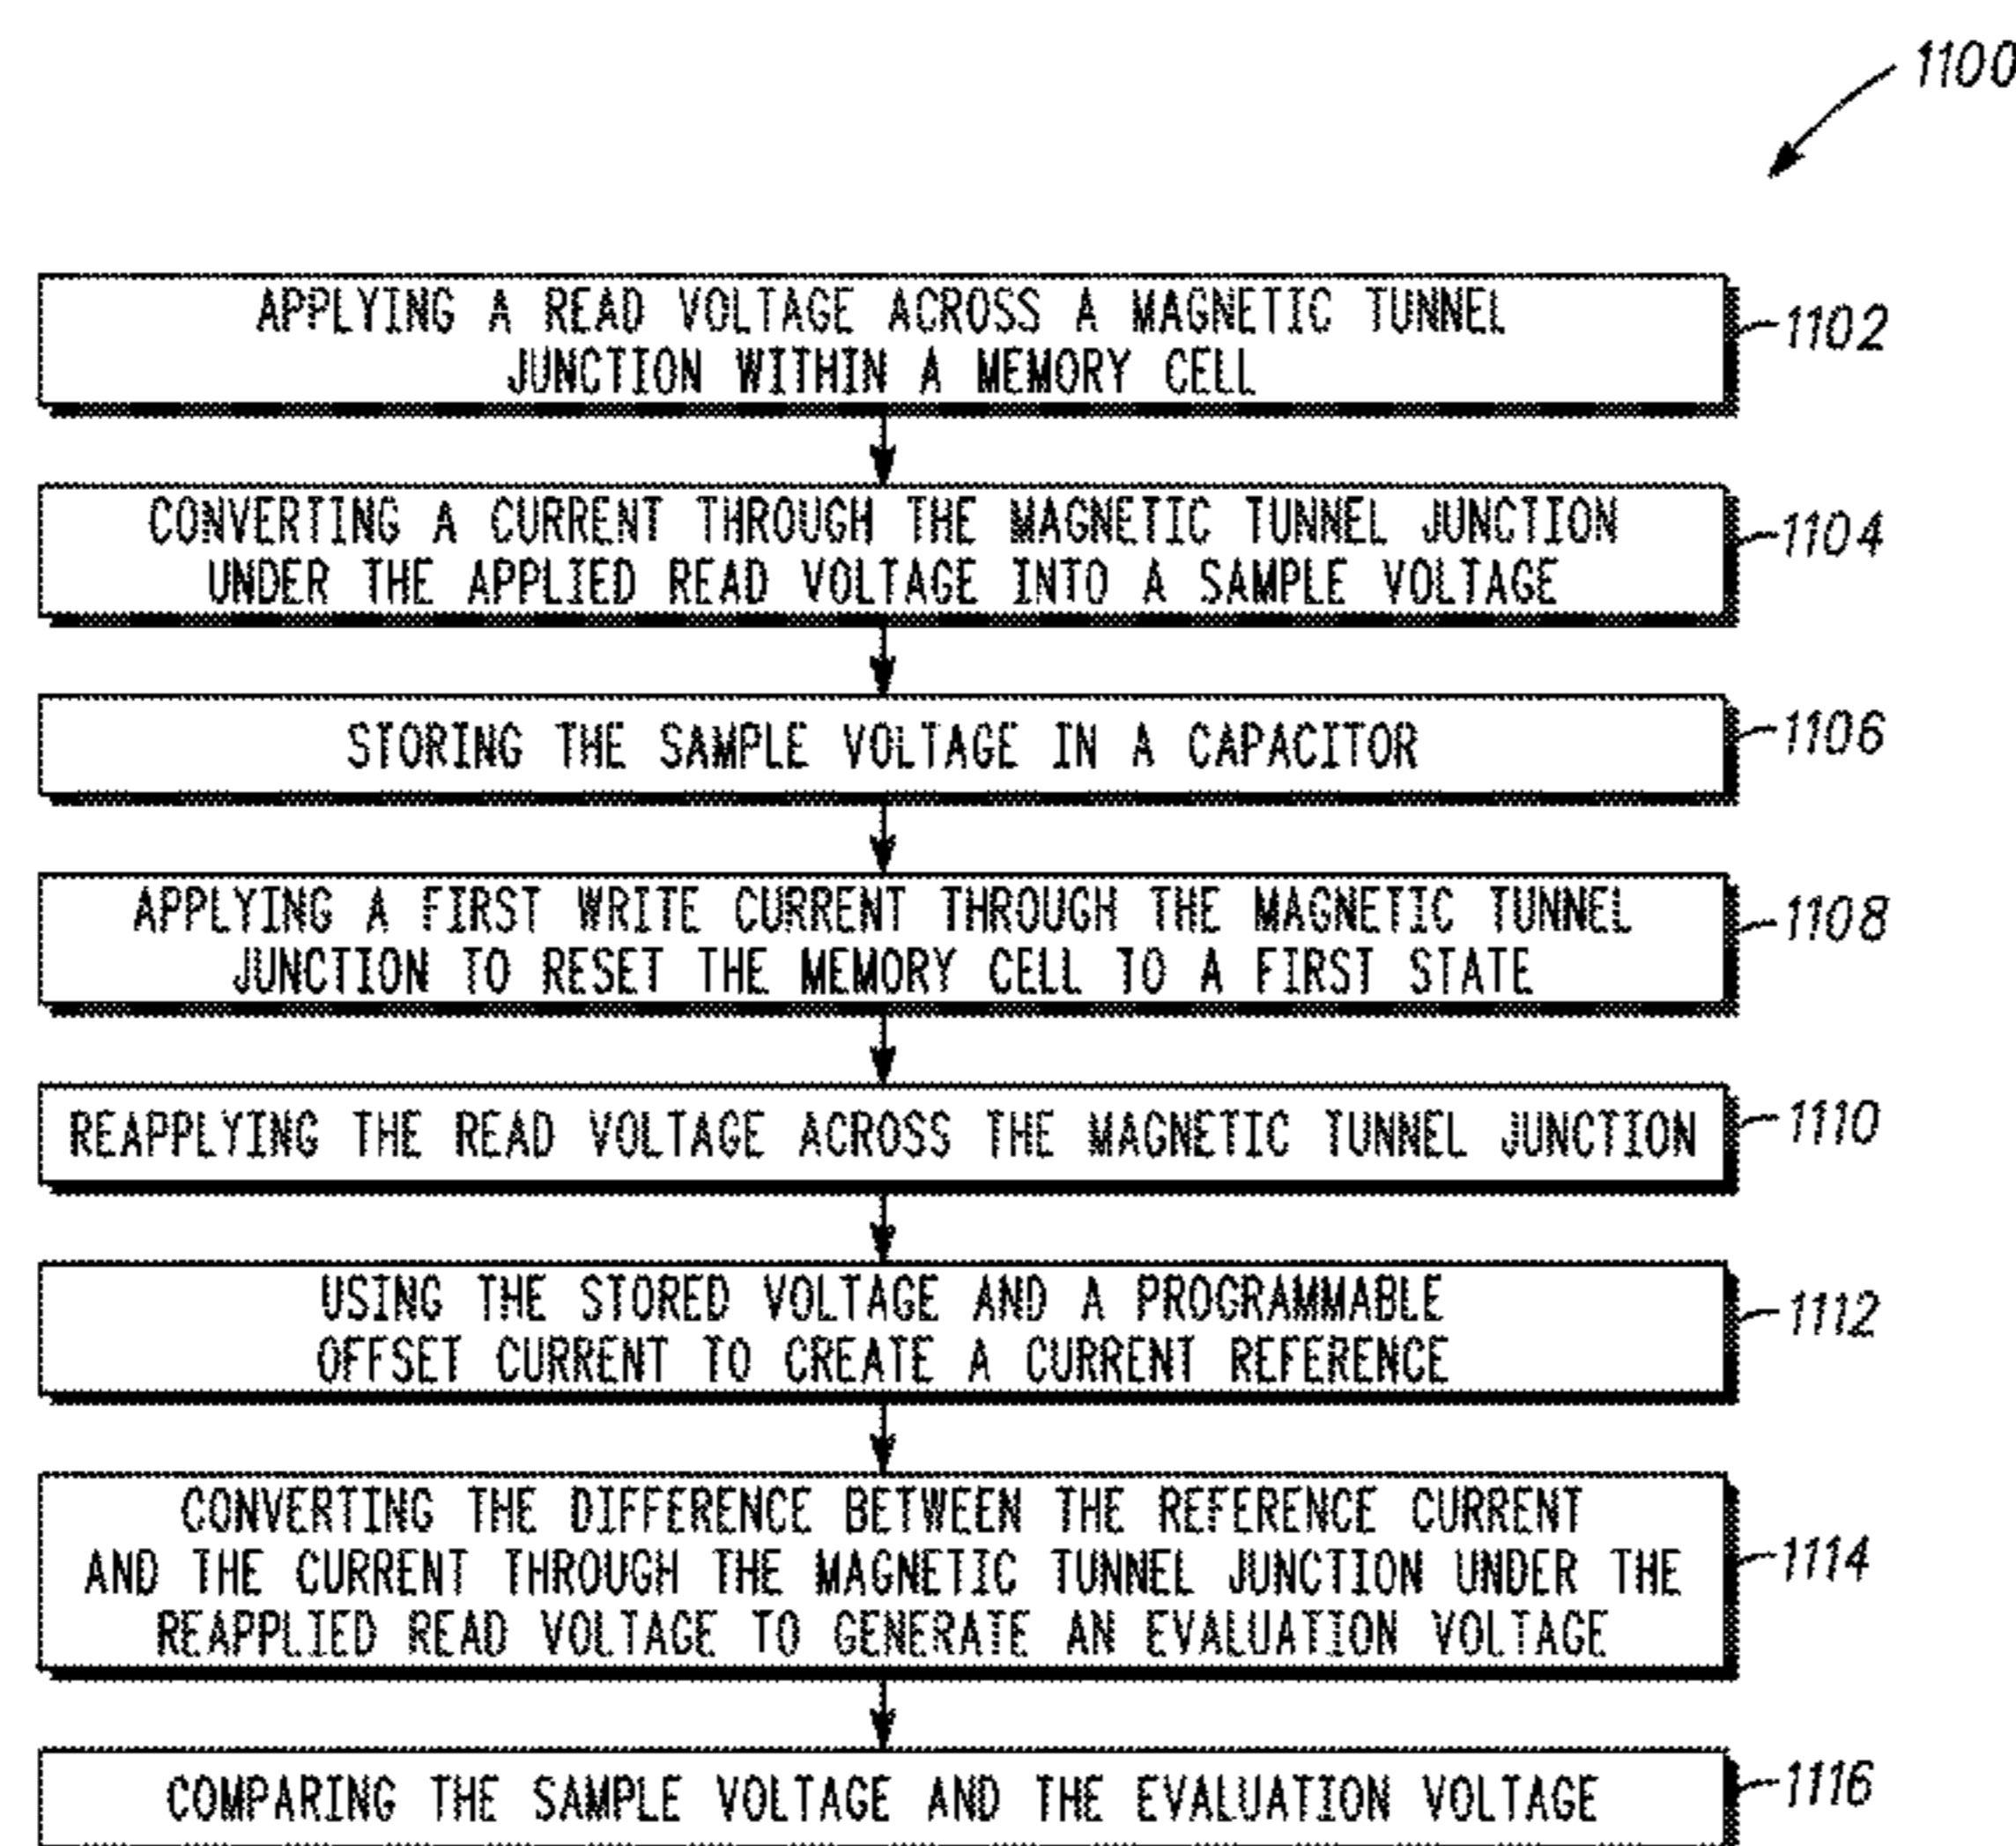 1100
APPLYING A READ VOLTAGE ACROSS A MAGNETIC TUNNEL
JUNCTION WITHIN A MEMORY CELL
1102
CONVERTING A CURRENT THROUGH THE MAGNETIC TUNNEL JUNCTION
UNDER THE APPLIED READ VOLTAGE INTO A SAMPLE VOLTAGE
1104
STORING THE SAMPLE VOLTAGE IN A CAPACITOR
1106
APPLYING A FIRST WRITE CURRENT THROUGH THE MAGNETIC TUNNEL
JUNCTION TO RESET THE MEMORY CELL TO A FIRST STATE
1108
REAPPLYING THE READ VOLTAGE ACROSS THE MAGNETIC TUNNEL JUNCTION
1110
USING THE STORED VOLTAGE AND A PROGRAMMABLE
OFFSET CURRENT TO CREATE A CURRENT REFERENCE
1112
CONVERTING THE DIFFERENCE BETWEEN THE REFERENCE CURRENT
AND THE CURRENT THROUGH THE MAGNETIC TUNNEL JUNCTION UNDER THE
REAPPLIED READ VOLTAGE TO GENERATE AN EVALUATION VOLTAGE
1114
COMPARING THE SAMPLE VOLTAGE AND THE EVALUATION VOLTAGE
1116